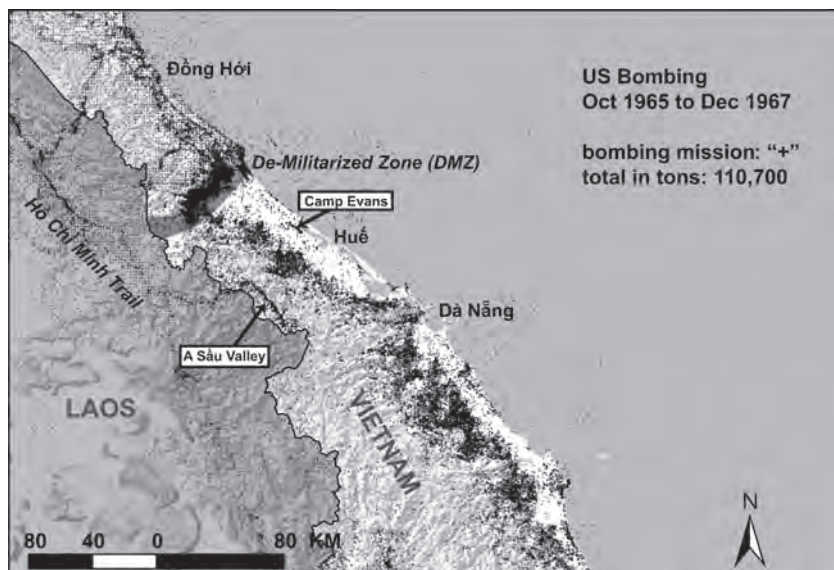 Đồng Hới
US Bombing
Oct 1965 to Dec 1967
bombing mission: “+”
total in tons: 110,700
De-Militarized Zone (DMZ)
Camp Evans
Huế
Hồ Chí Minh Trail
Dà Nẵng
A Sầu Valley
LAOS
VIETNAM
N
80 40 0 80 KM